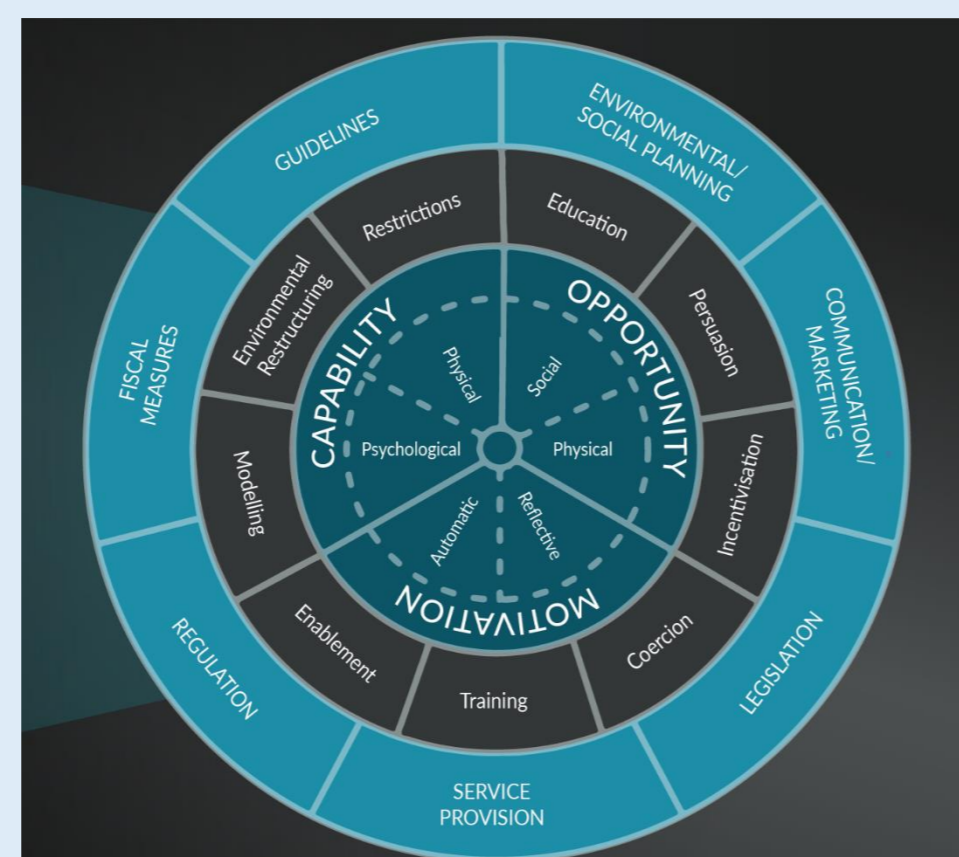 GUIDELINES
ENVIRONMENTAL/
SOCIAL PLANNING
COMMUNICATION/
MARKETING
LEGISLATION
SERVICE
PROVISION
REGULATION
FISCAL
MEASURES
Restrictions
Education
Persuasion
Incentivisation
Coercion
Training
Enablement
Modelling
Environmental
Restructuring
CAPABILITY
OPPORTUNITY
MOTIVATION
Physical
Social
Psychological
Physical
Automatic
Reflective